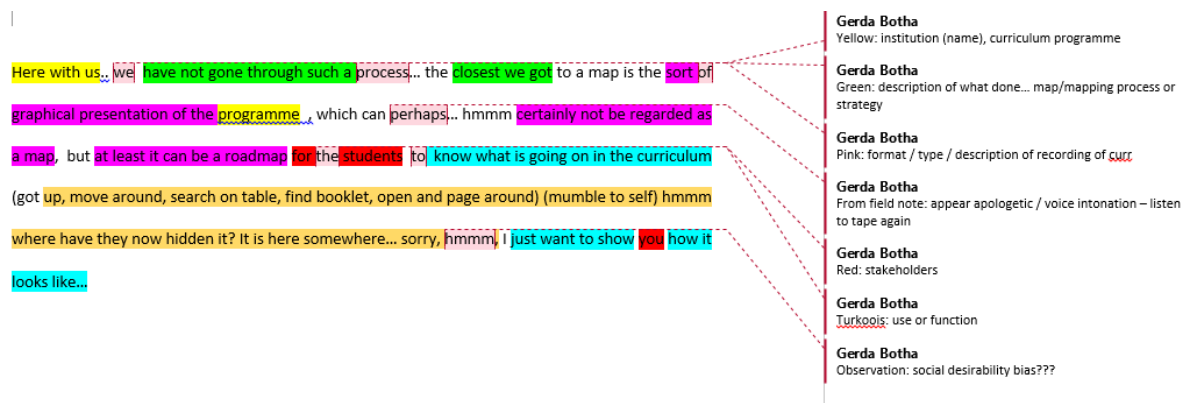 Here with us.. we have not gone through such a process... the closest we got to a map is the sort of
graphical presentation of the programme , which can perhaps... hmmm certainly not be regarded as
a map, but at least it can be a roadmap for the students to know what is going on in the curriculum
(got up, move around, search on table, find booklet, open and page around) (mumble to self) hmmm
where have they now hidden it? It is here somewhere... sorry, hmmm, I just want to show you how it
looks like...
Gerda Botha
Yellow: institution (name), curriculum programme
Gerda Botha
Green: description of what done... map/mapping process or
strategy
Gerda Botha
Pink: format / type / description of recording of curr
Gerda Botha
From field note: appear apologetic / voice intonation – listen
to tape again
Gerda Botha
Red: stakeholders
Gerda Botha
Turkoois: use or function
Gerda Botha
Observation: social desirability bias???